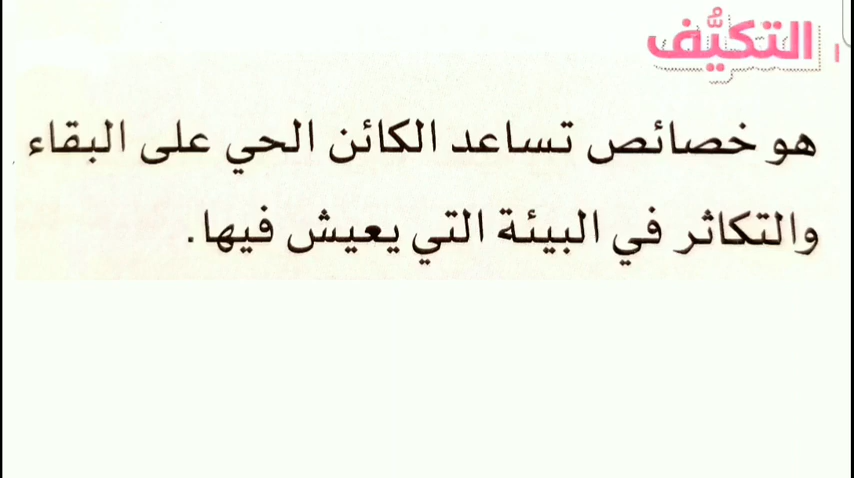 التكيُّف
هو خصائص تساعد الكائن الحي على البقاء
والتكاثر في البيئة التي يعيش فيها.